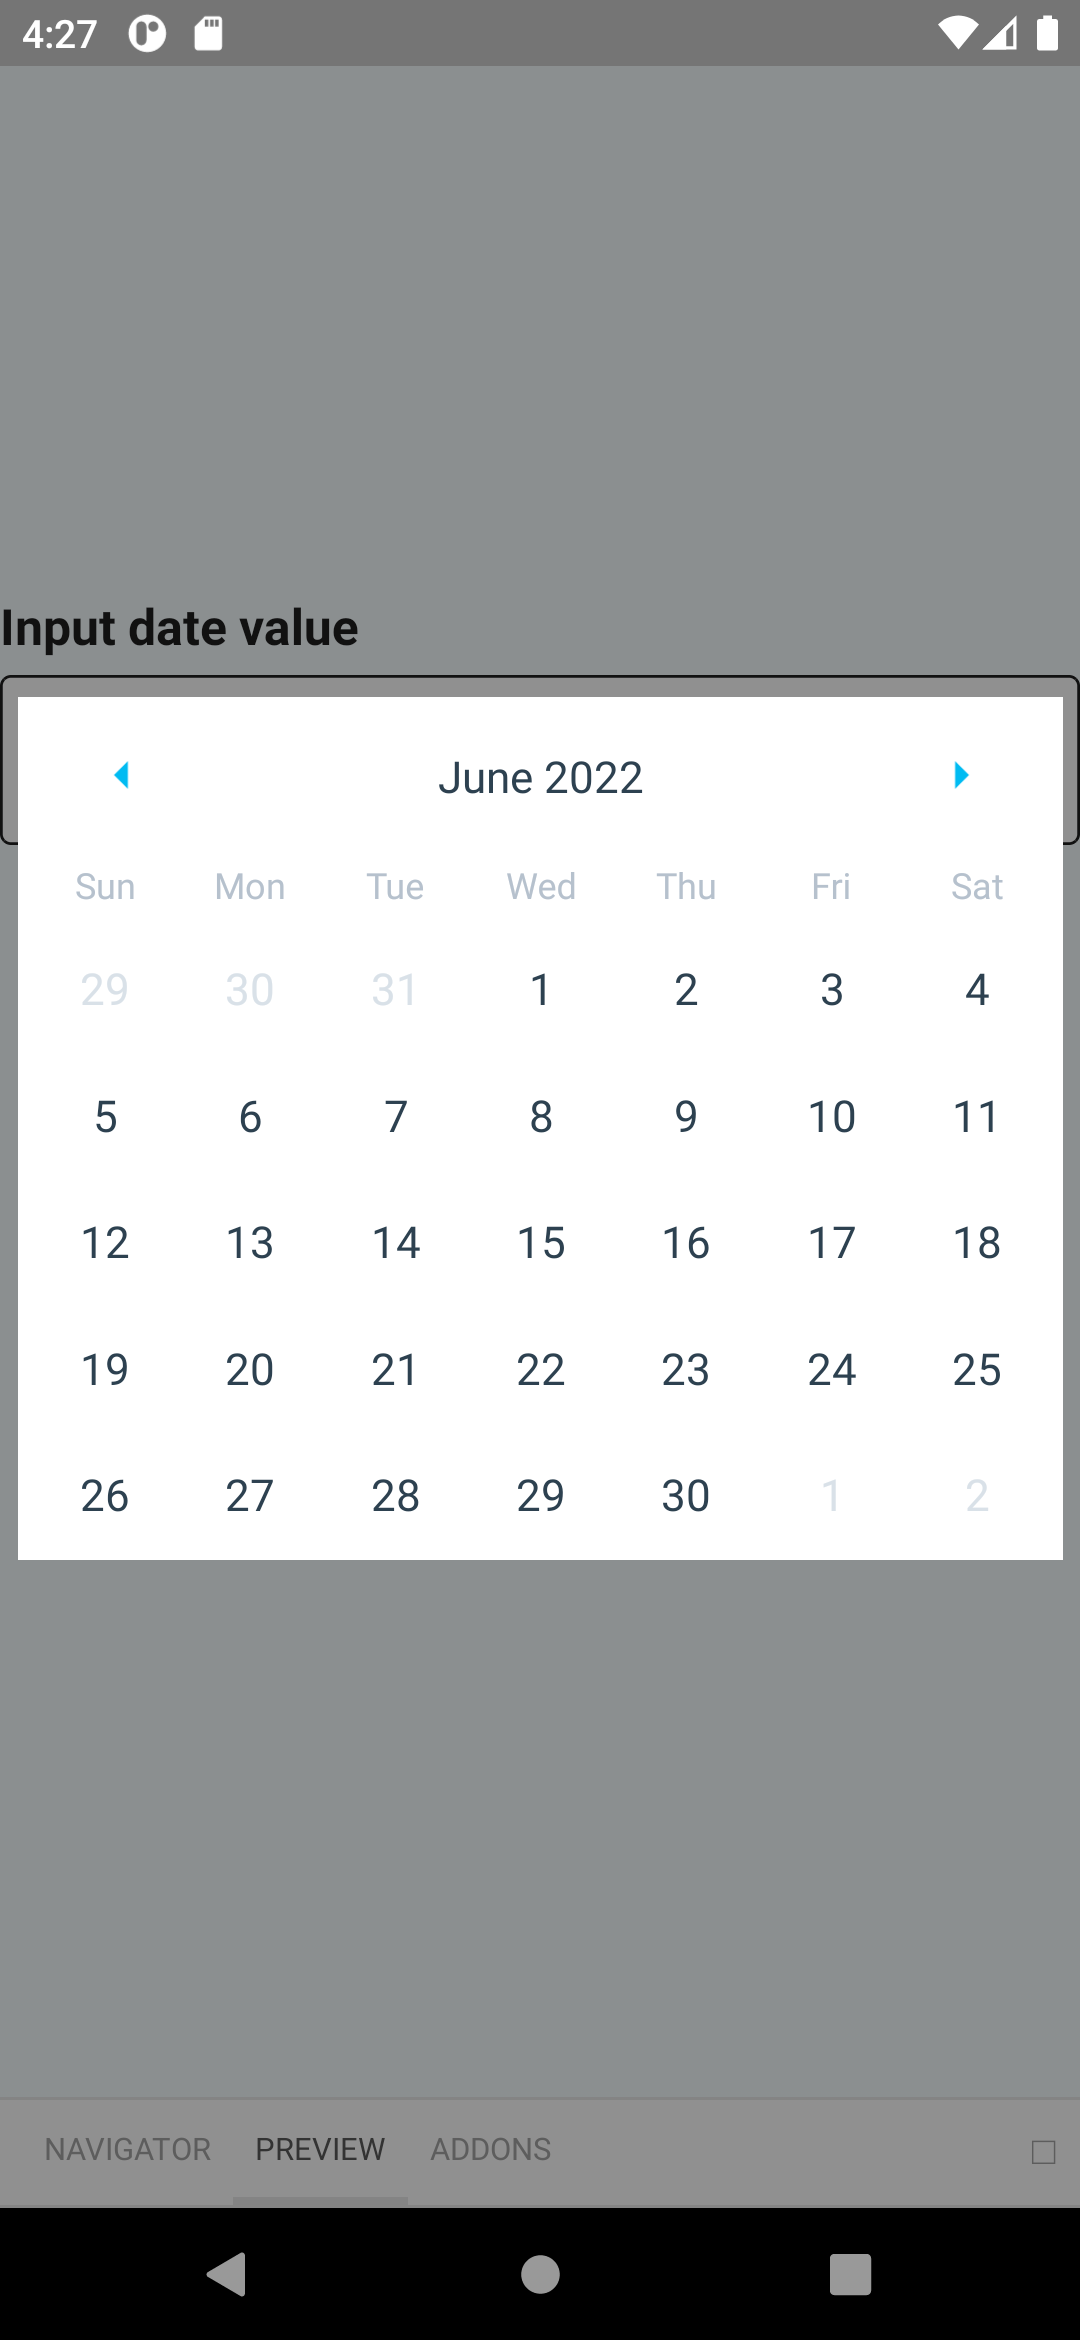 4:27
Input date value
June 2022
Sun Mon Tue Wed Thu Fri Sat
29 30 31 1 2 3 4
5 6 7 8 9 10 11
12 13 14 15 16 17 18
19 20 21 22 23 24 25
26 27 28 29 30 1 2
NAVIGATOR PREVIEW ADDONS